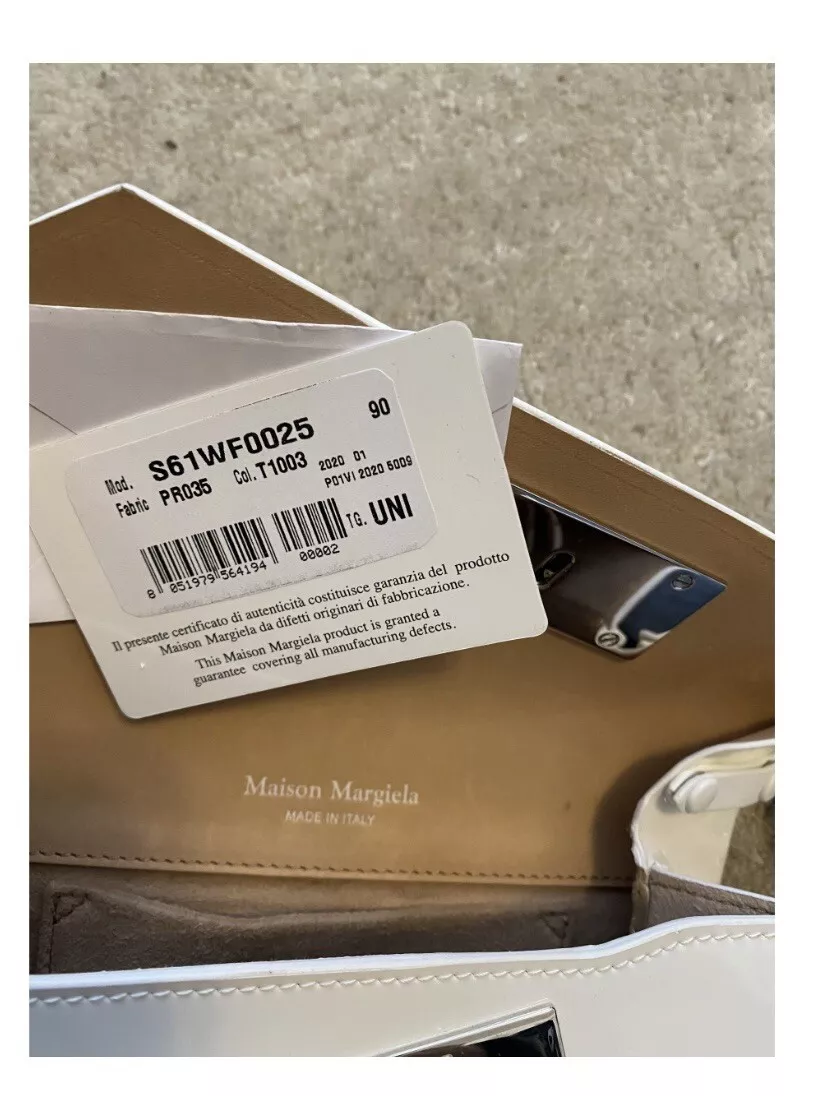 90
Mod. S61WF0025
Fabric PR035 Col. T1003 2020 01
P01VI 2020 5009
TG. UNI
8 051979 564194 00002
Il presente certificato di autenticità costituisce garanzia del prodotto
Maison Margiela da difetti originari di fabbricazione.
This Maison Margiela product is granted a
guarantee covering all manufacturing defects.
Maison Margiela
MADE IN ITALY